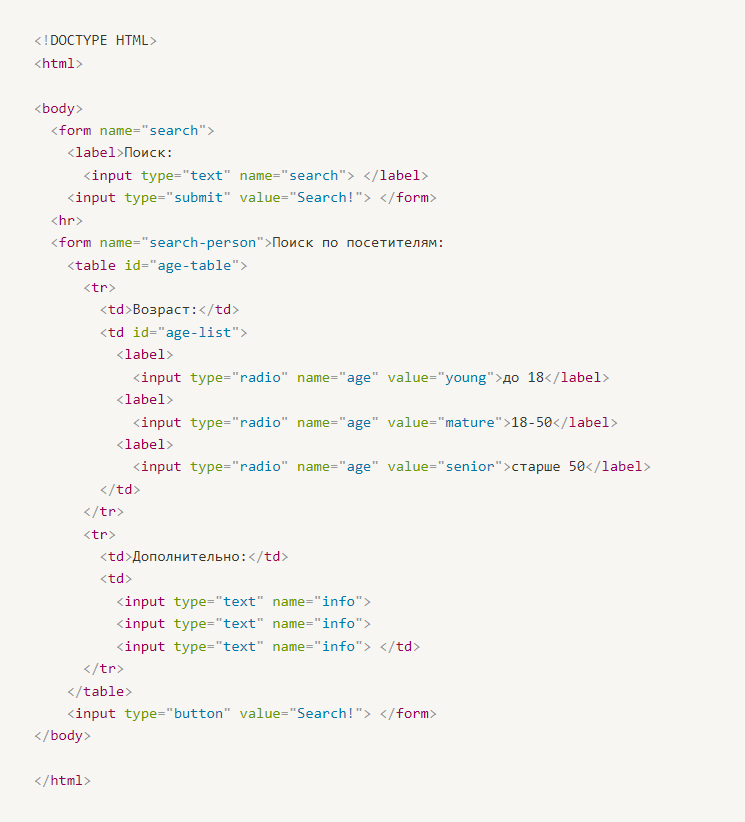 <!DOCTYPE HTML>
<html>
<body>
<form name="search">
<label>Поиск:
<input type="text" name="search"> </label>
<input type="submit" value="Search!"> </form>
<hr>
<form name="search-person">Поиск по посетителям:
<table id="age-table">
<tr>
<td>Возраст:</td>
<td id="age-list">
<label>
<input type="radio" name="age" value="young">до 18</label>
<label>
<input type="radio" name="age" value="mature">18-50</label>
<label>
<input type="radio" name="age" value="senior">старше 50</label>
</td>
</tr>
<tr>
<td>Дополнительно:</td>
<td>
<input type="text" name="info">
<input type="text" name="info">
<input type="text" name="info"> </td>
</tr>
</table>
<input type="button" value="Search!"> </form>
</body>
</html>